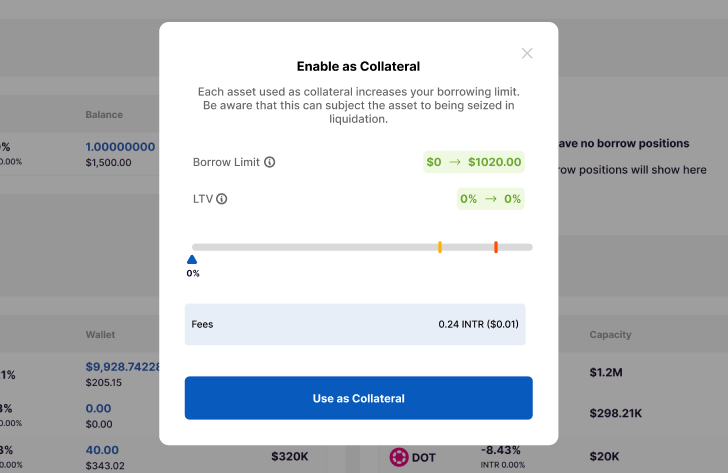 Enable as Collateral
Each asset used as collateral increases your borrowing limit.
Be aware that this can subject the asset to being seized in
liquidation.
Borrow Limit
$0 → $1020.00
LTV
0% → 0%
0%
Fees
0.24 INTR ($0.01)
Use as Collateral
Balance
%
1.00000000
0.00%
$1,500.00
ave no borrow positions
row positions will show here
Wallet
Capacity
1%
$9,928.74228
$205.15
$1.2M
%
0.00
0.00%
$0.00
$298.21K
%
40.00
0.00%
$343.02
$320K
DOT
-8.43%
INTR 0.00%
$20K